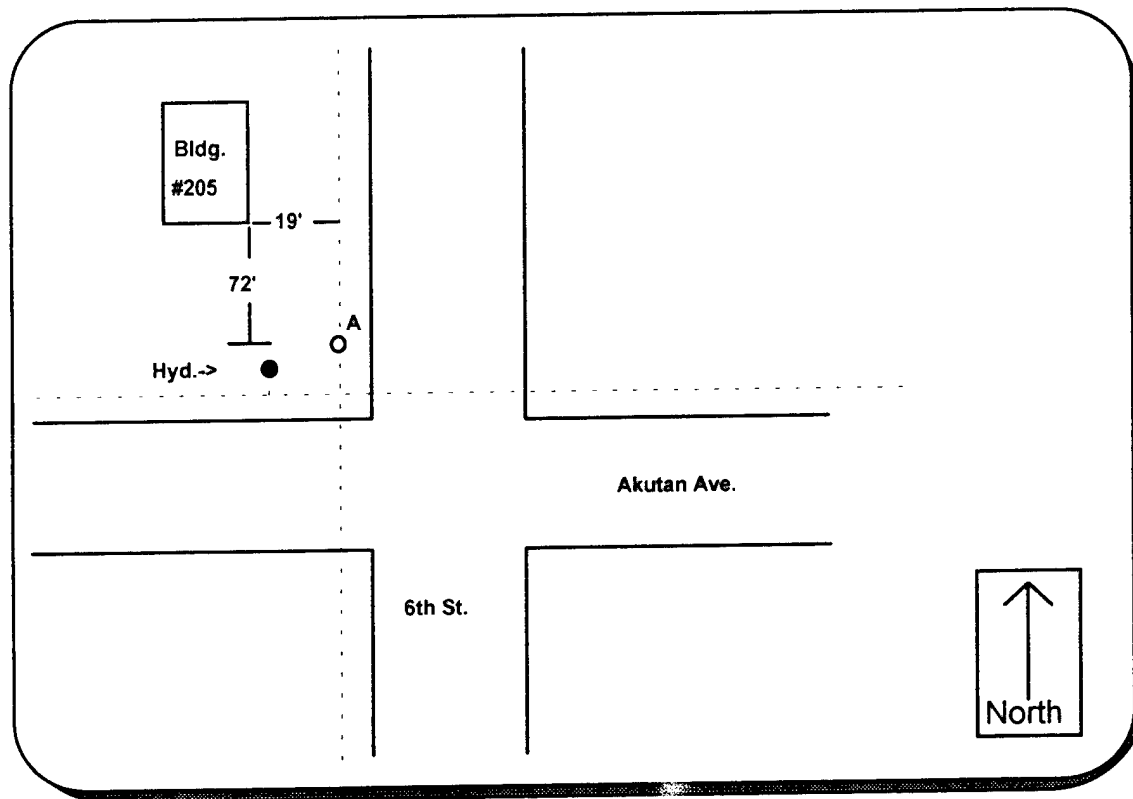 Bldg.
#205
19'
72'
A
Hyd.->
Akutan Ave.
6th St.
North